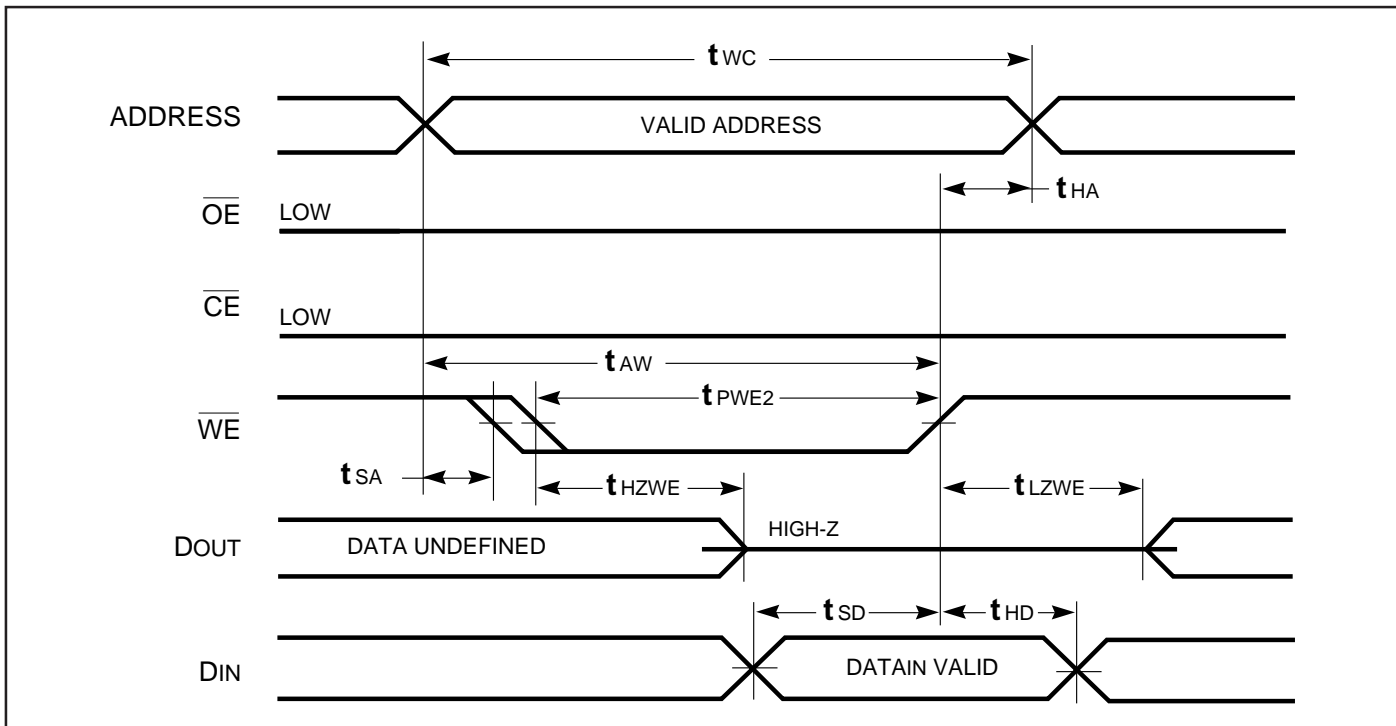 tWC
ADDRESS
VALID ADDRESS
tHA
OE
LOW
CE
LOW
tAW
tPWE2
WE
tSA
tHZWE
tLZWE
HIGH-Z
DOUT
DATA UNDEFINED
tSD
tHD
DIN
DATAIN VALID